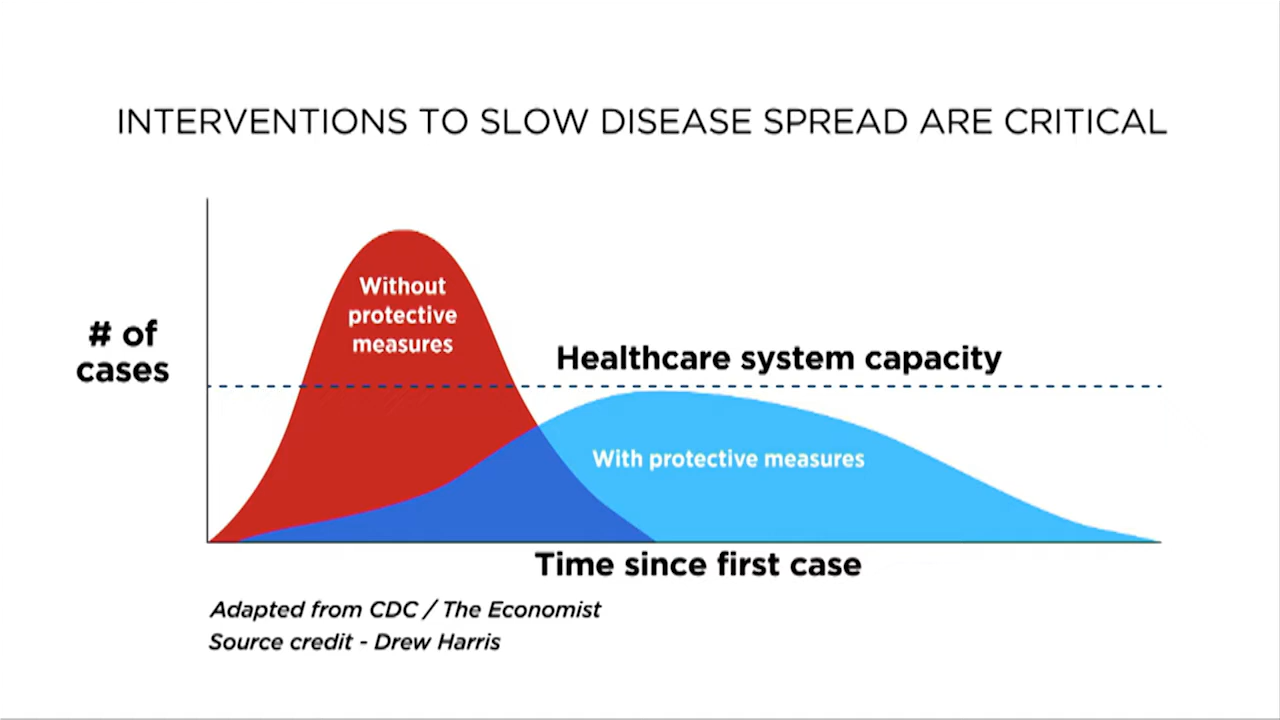 INTERVENTIONS TO SLOW DISEASE SPREAD ARE CRITICAL
Without
protective
measures
# of
cases
Healthcare system capacity
With protective measures
Time since first case
Adapted from CDC / The Economist
Source credit - Drew Harris